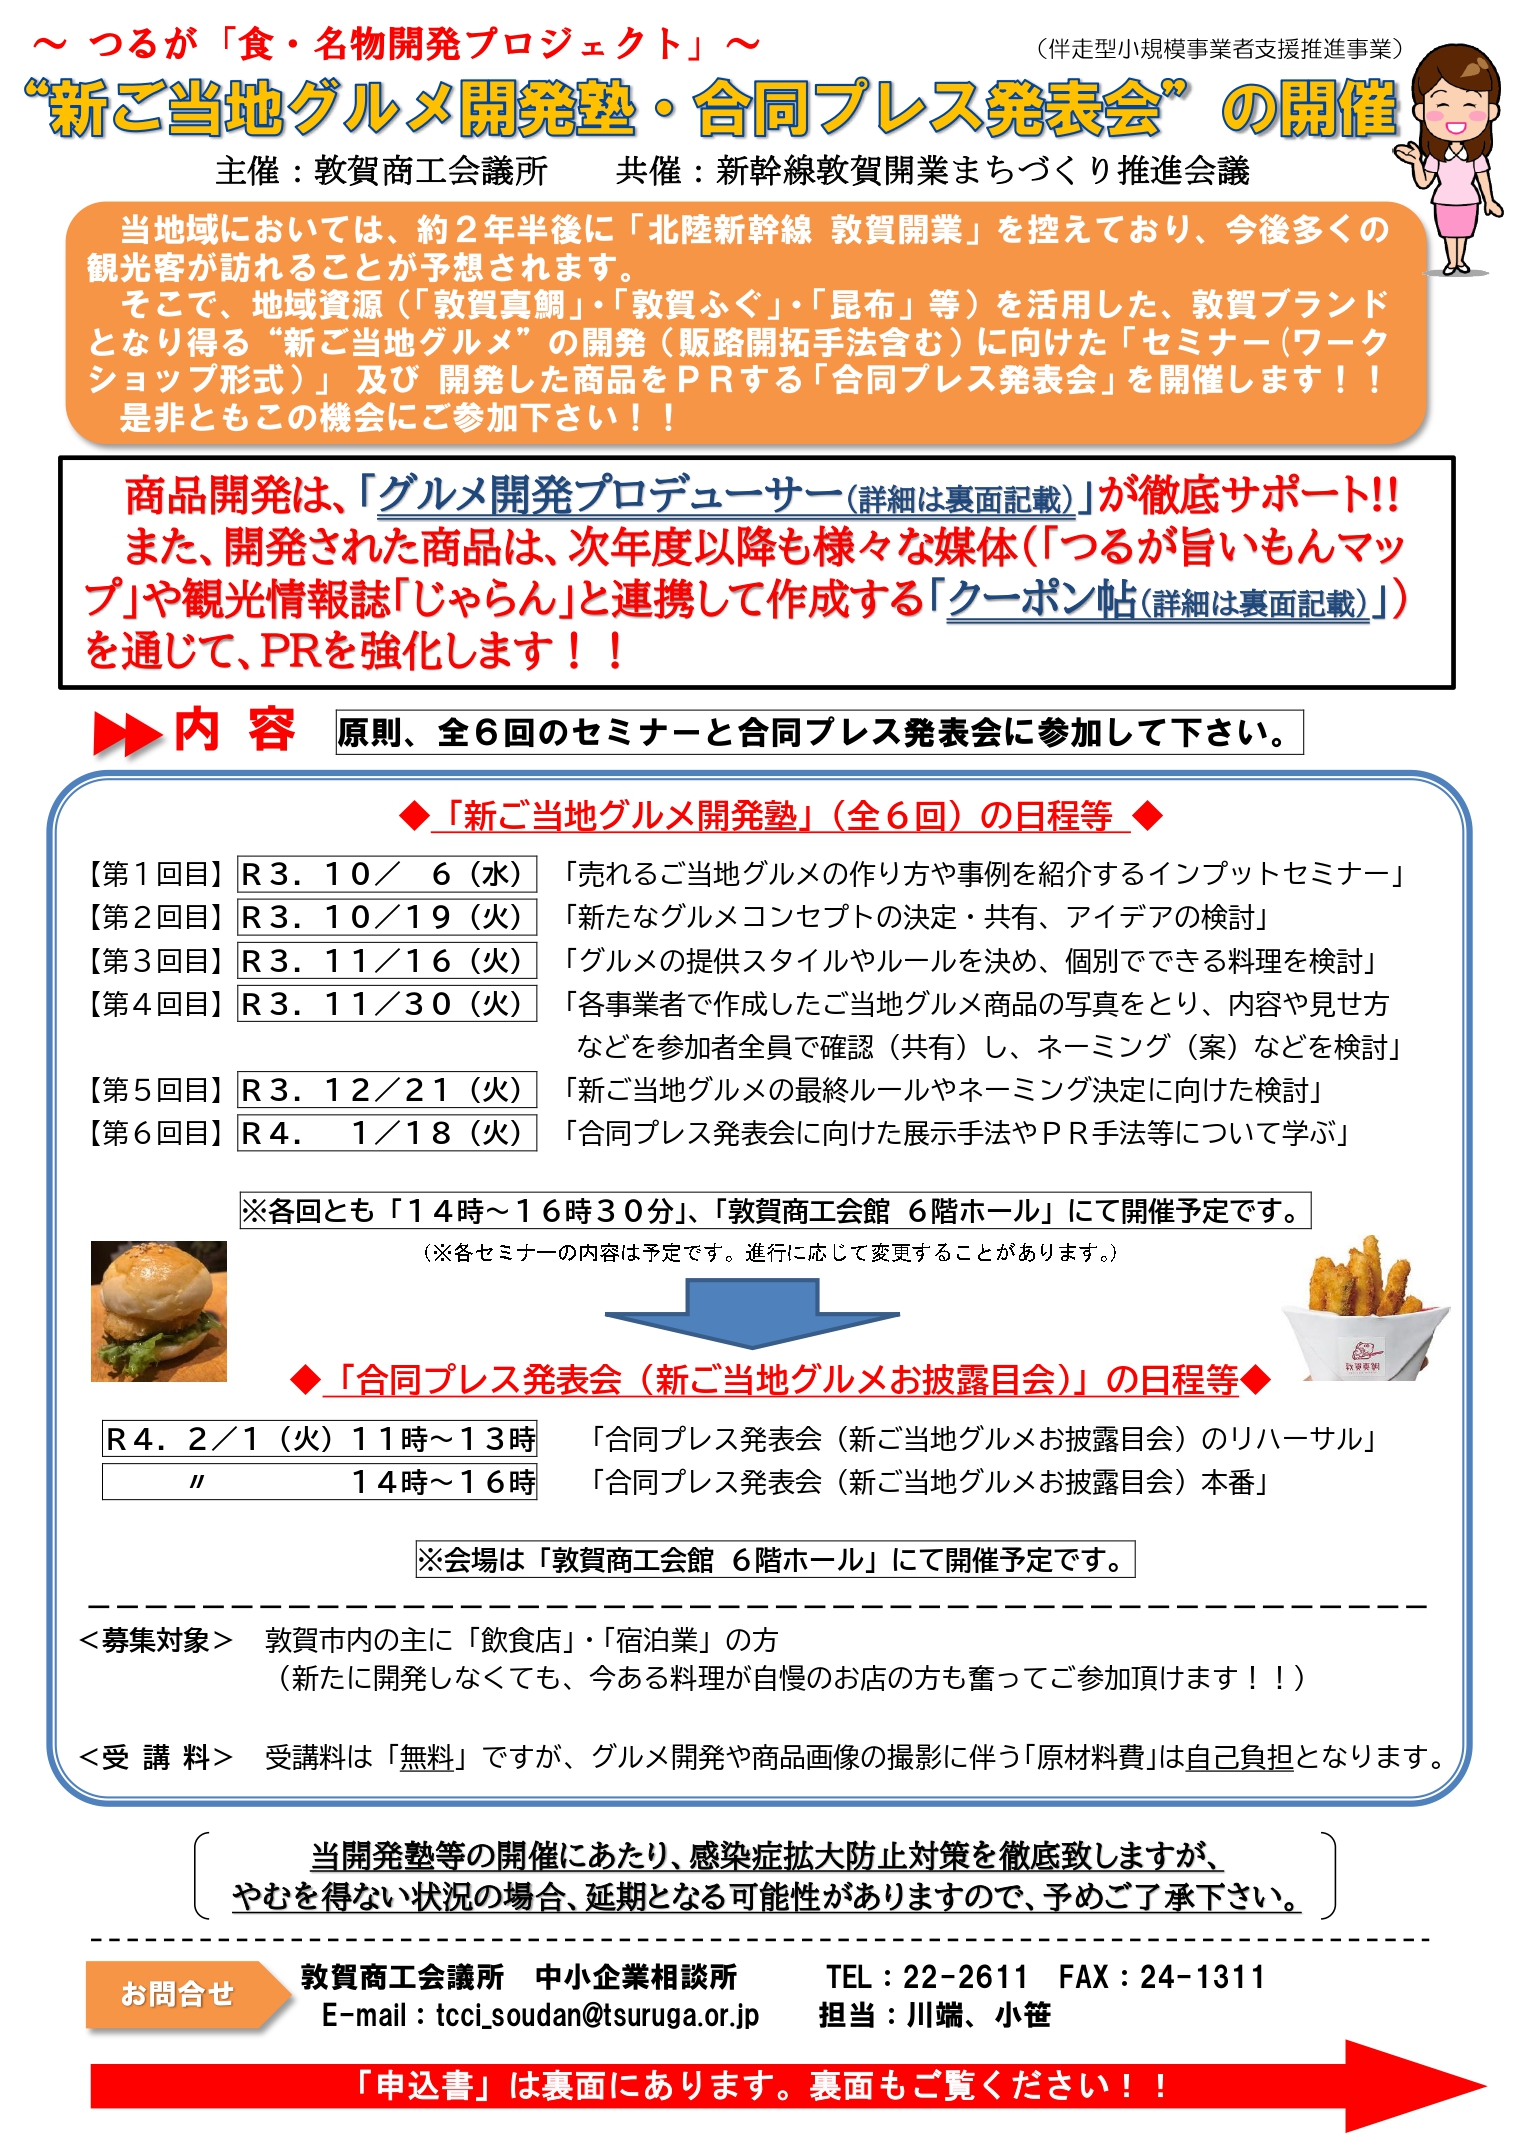 ～ つるが「食・名物開発プロジェクト」～
（伴走型小規模事業者支援推進事業）
“新ご当地グルメ開発塾・合同プレス発表会”の開催
主催：敦賀商工会議所　　共催：新幹線敦賀開業まちづくり推進会議
当地域においては、約２年半後に「北陸新幹線 敦賀開業」を控えており、今後多くの
観光客が訪れることが予想されます。
そこで、地域資源（「敦賀真鯛」・「敦賀ふぐ」・「昆布」等）を活用した、敦賀ブランド
となり得る“新ご当地グルメ”の開発（販路開拓手法含む）に向けた「セミナー（ワーク
ショップ形式）」 及び 開発した商品をＰＲする「合同プレス発表会」を開催します！！
是非ともこの機会にご参加下さい！！
商品開発は、「グルメ開発プロデューサー（詳細は裏面記載）」が徹底サポート!!
また、開発された商品は、次年度以降も様々な媒体（「つるが旨いもんマッ
プ」や観光情報誌「じゃらん」と連携して作成する「クーポン帖（詳細は裏面記載）」）
を通じて、PRを強化します！！
内 容　原則、全６回のセミナーと合同プレス発表会に参加して下さい。
◆「新ご当地グルメ開発塾」（全６回）の日程等 ◆
【第１回目】Ｒ３．１０／　６（水）「売れるご当地グルメの作り方や事例を紹介するインプットセミナー」
【第２回目】Ｒ３．１０／１９（火）「新たなグルメコンセプトの決定・共有、アイデアの検討」
【第３回目】Ｒ３．１１／１６（火）「グルメの提供スタイルやルールを決め、個別でできる料理を検討」
【第４回目】Ｒ３．１１／３０（火）「各事業者で作成したご当地グルメ商品の写真をとり、内容や見せ方
などを参加者全員で確認（共有）し、ネーミング（案）などを検討」
【第５回目】Ｒ３．１２／２１（火）「新ご当地グルメの最終ルールやネーミング決定に向けた検討」
【第６回目】Ｒ４．　１／１８（火）「合同プレス発表会に向けた展示手法やＰＲ手法等について学ぶ」
※各回とも「１４時～１６時３０分」、「敦賀商工会館 ６階ホール」にて開催予定です。
（※各セミナーの内容は予定です。進行に応じて変更することがあります。）
敦賀真鯛
◆「合同プレス発表会（新ご当地グルメお披露目会）」の日程等◆
Ｒ４．２／１（火）１１時～１３時　「合同プレス発表会（新ご当地グルメお披露目会）のリハーサル」
〃　１４時～１６時　「合同プレス発表会（新ご当地グルメお披露目会）本番」
※会場は「敦賀商工会館 ６階ホール」にて開催予定です。
＜募集対象＞　敦賀市内の主に「飲食店」・「宿泊業」の方
（新たに開発しなくても、今ある料理が自慢のお店の方も奮ってご参加頂けます！！）
＜受 講 料＞　受講料は「無料」ですが、グルメ開発や商品画像の撮影に伴う「原材料費」は自己負担となります。
当開発塾等の開催にあたり、感染症拡大防止対策を徹底致しますが、
やむを得ない状況の場合、延期となる可能性がありますので、予めご了承下さい。
お問合せ　敦賀商工会議所　中小企業相談所　TEL：22-2611　FAX：24-1311
E-mail：tcci_soudan@tsuruga.or.jp　担当：川端、小笹
「申込書」は裏面にあります。裏面もご覧ください！！